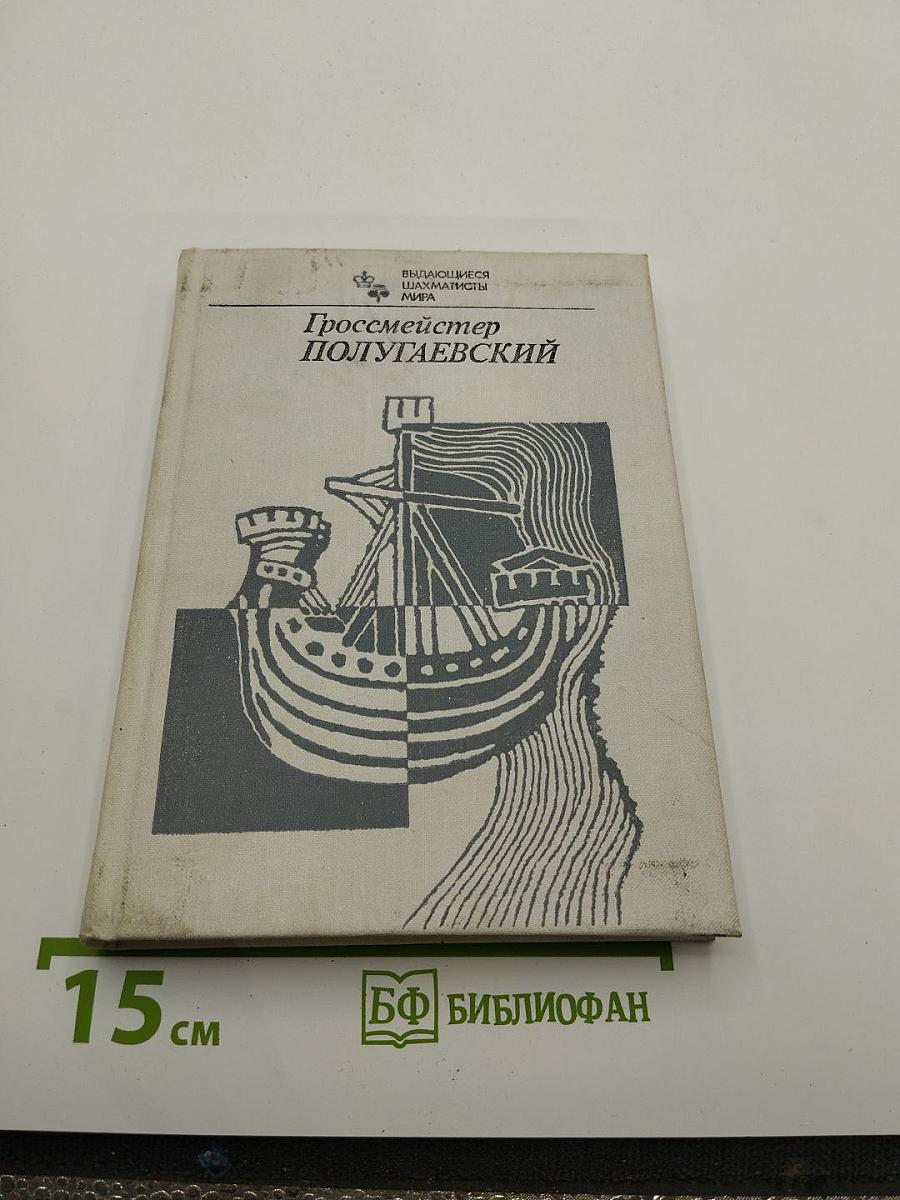 ВЫДАЮЩИЕСЯ
ШАХМАТИСТЫ
МИРА
Гроссмейстер
ПОЛУГАЕВСКИЙ
15 см
БФ БИБЛИОФАН